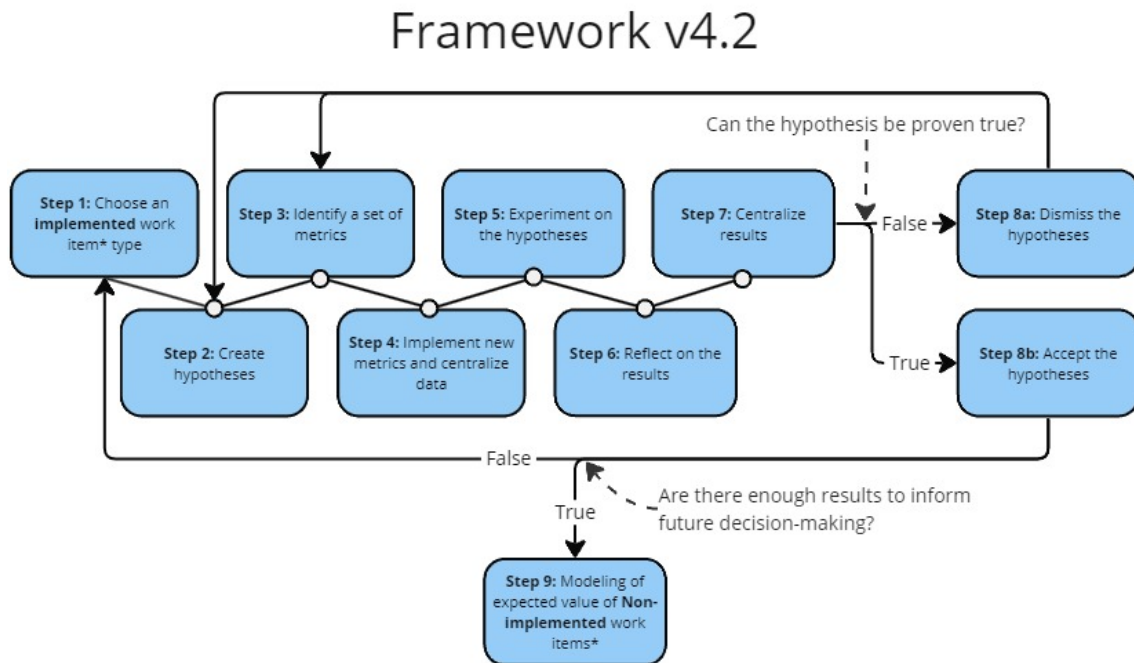 Framework v4.2
Can the hypothesis be proven true?
Step 1: Choose an
implemented work
item* type
Step 3: Identify a set of
metrics
Step 5: Experiment on
the hypotheses
Step 7: Centralize
results
False
Step 8a: Dismiss the
hypotheses
Step 2: Create
hypotheses
Step 4: Implement new
metrics and centralize
data
Step 6: Reflect on the
results
True
Step 8b: Accept the
hypotheses
False
Are there enough results to inform
future decision-making?
True
Step 9: Modeling of
expected value of Non-
implemented work
items*